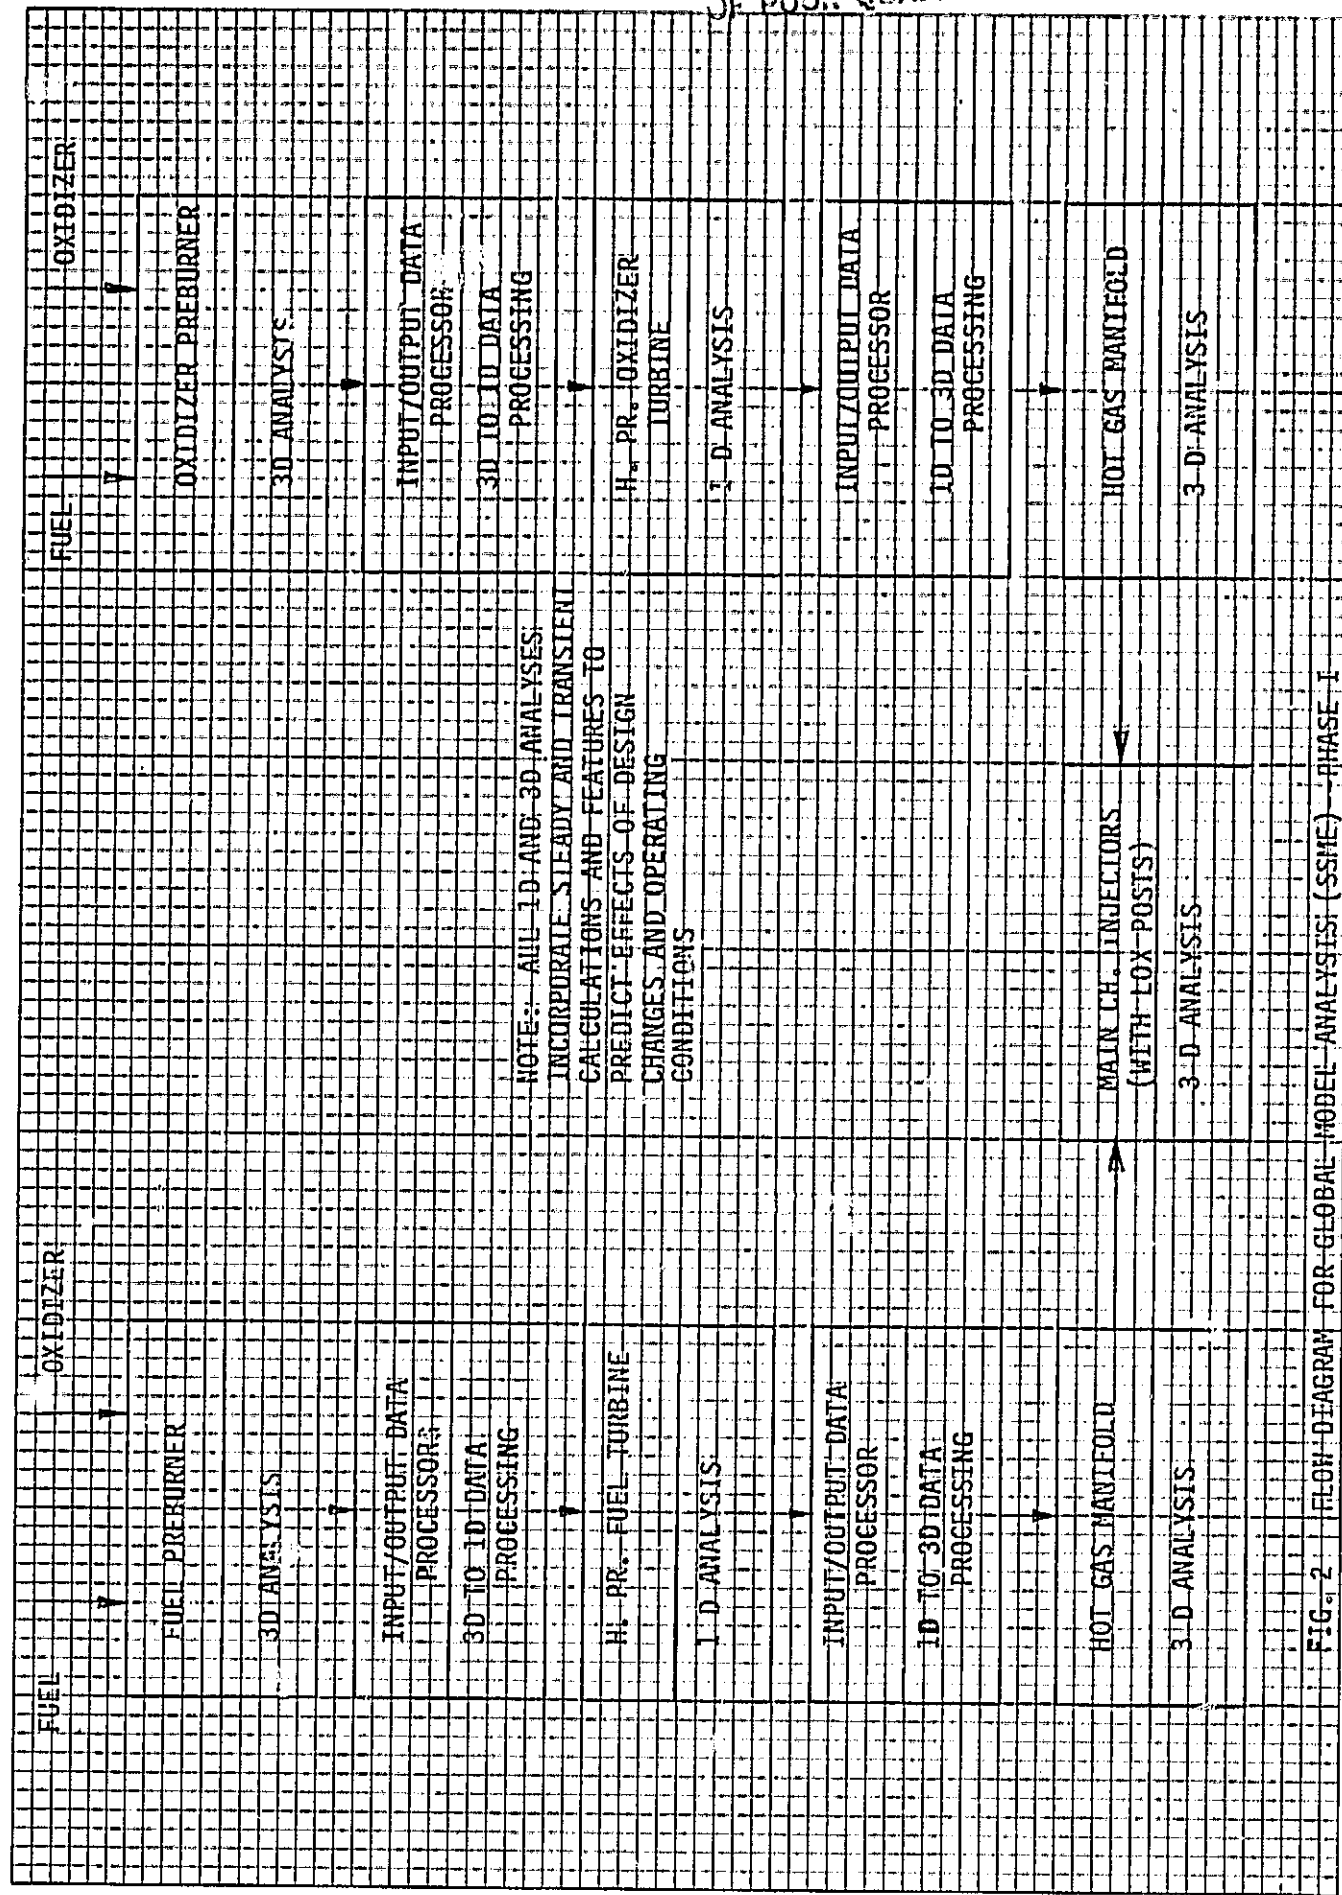 OF POOR
FUEL
OXIDIZER
FUEL
OXIDIZER
FUEL PREBURNER
3D ANALYSIS
INPUT/OUTPUT DATA
PROCESSOR
3D TO 1D DATA
PROCESSING
H. PR. FUEL TURBINE
1 D ANALYSIS
INPUT/OUTPUT DATA
PROCESSOR
1D TO 3D DATA
PROCESSING
HOT GAS MANIFOLD
3-D ANALYSIS
NOTE: ALL 1D AND 3D ANALYSES
INCORPORATE STEADY AND TRANSIENT
CALCULATIONS AND FEATURES TO
PREDICT EFFECTS OF DESIGN
CHANGES AND OPERATING
CONDITIONS
MAIN CH. INJECTORS
(WITH LOX POSTS)
3-D ANALYSIS
OXIDIZER PREBURNER
3D ANALYSIS
INPUT/OUTPUT DATA
PROCESSOR
3D TO 1D DATA
PROCESSING
H. PR. OXIDIZER
TURBINE
1 D ANALYSIS
INPUT/OUTPUT DATA
PROCESSOR
1D TO 3D DATA
PROCESSING
HOT GAS MANIFOLD
3-D ANALYSIS
FIG. 2 FLOW DIAGRAM FOR GLOBAL MODEL ANALYSIS (SSME) - PHASE I